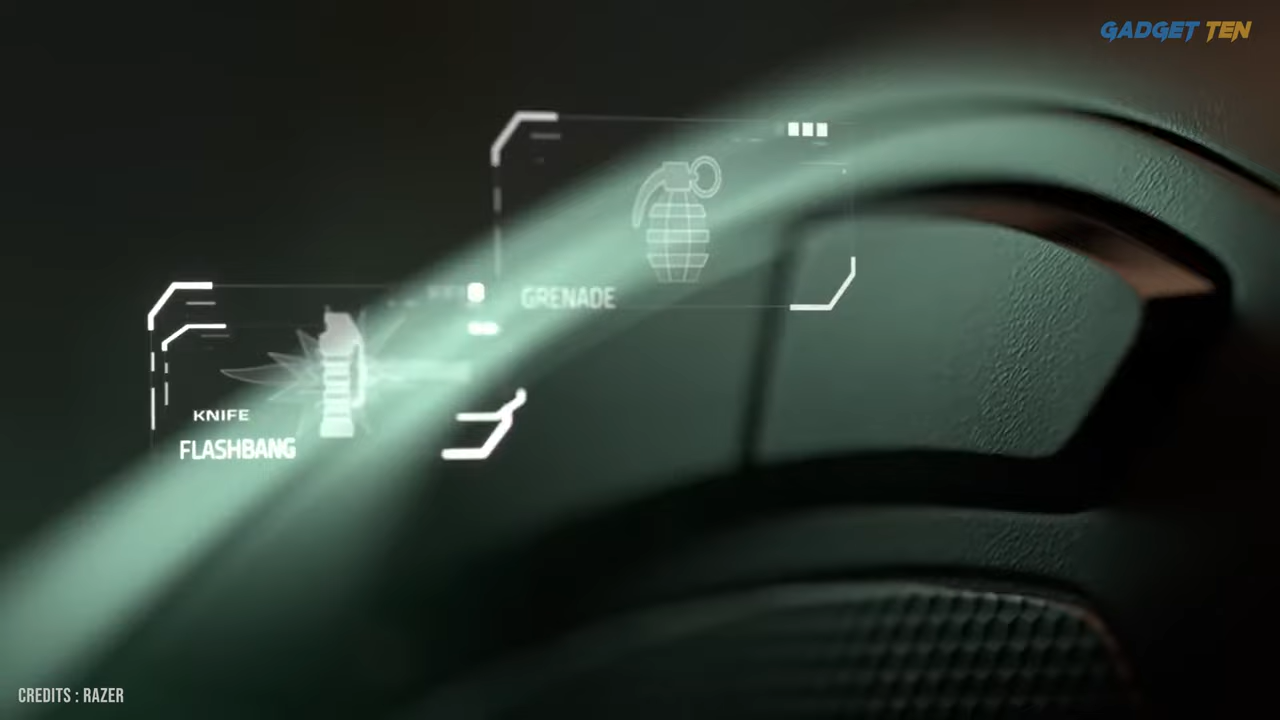 GADGET TEN
GRENADE
KNIFE
FLASHBANG
CREDITS : RAZER